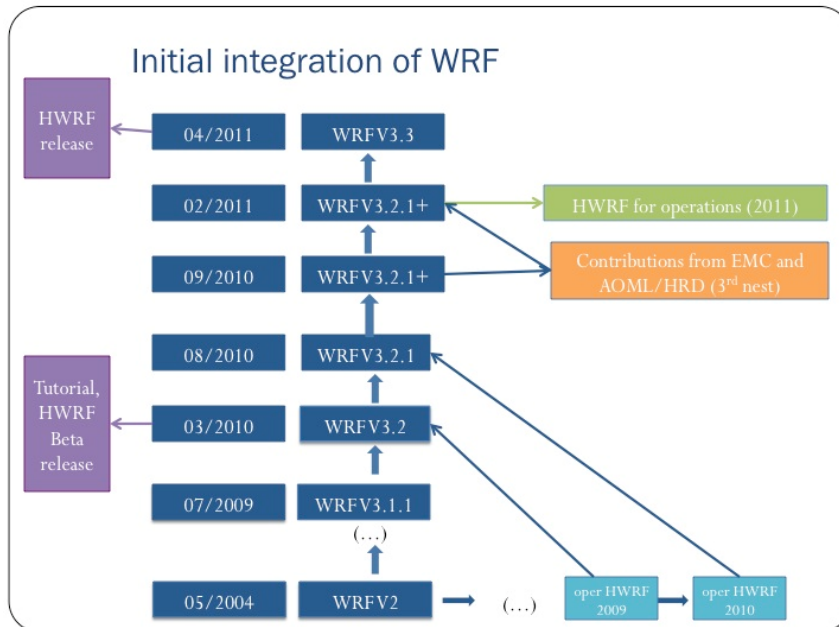 Initial integration of WRF
HWRF
release
04/2011
WRFV3.3
02/2011
WRFV3.2.1+
HWRF for operations (2011)
09/2010
WRFV3.2.1+
Contributions from EMC and
AOML/HRD (3rd nest)
08/2010
WRFV3.2.1
Tutorial,
HWRF
Beta
release
03/2010
WRFV3.2
07/2009
WRFV3.1.1
(...)
05/2004
WRFV2
(...)
oper HWRF
2009
oper HWRF
2010